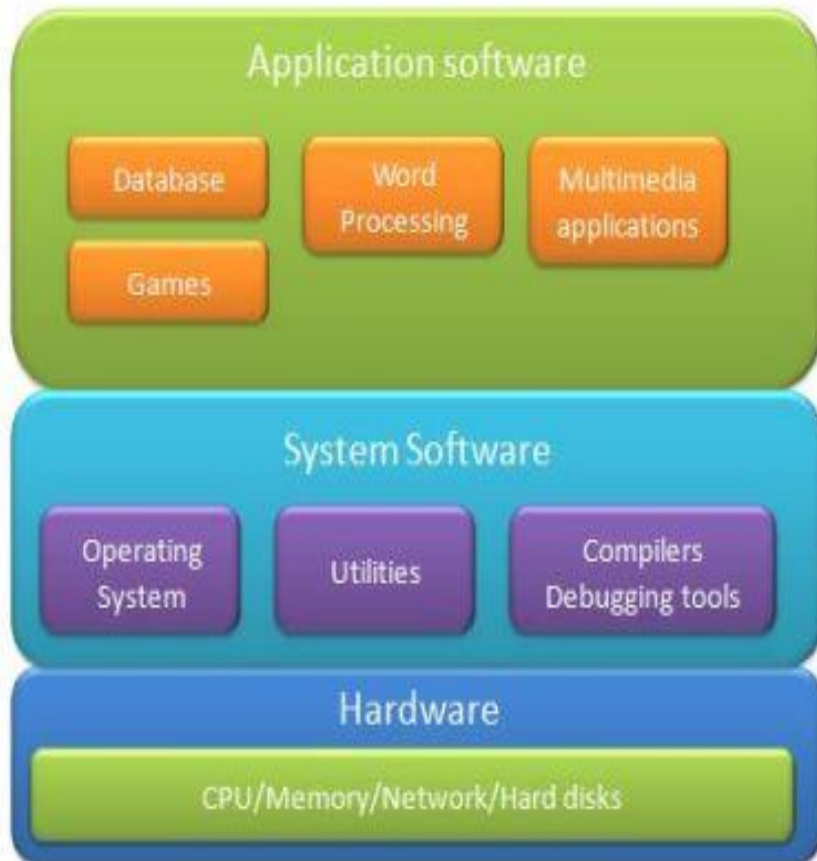 Application software
Database
Word
Processing
Multimedia
applications
Games
System Software
Operating
System
Utilities
Compilers
Debugging tools
Hardware
CPU/Memory/Network/Hard disks